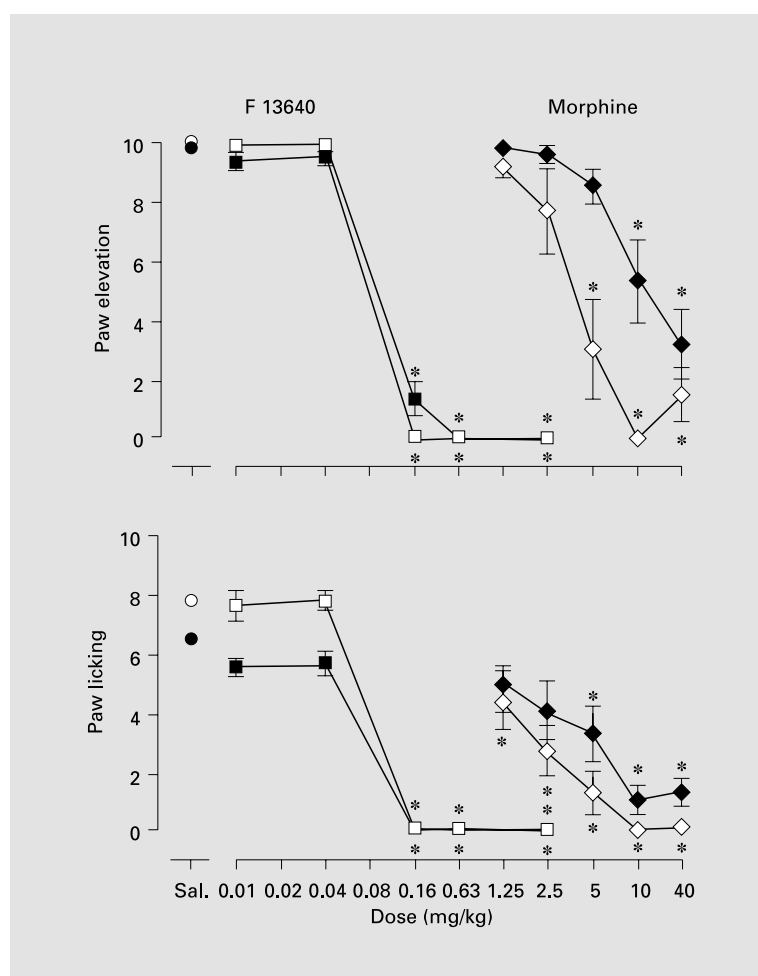 F 13640 Morphine
10
8
6
4
2
0
Paw elevation
* * * * * *
* * * * *
10
8
6
4
2
0
Paw licking
* * * * * *
* * * * * * * *
Sal. 0.01 0.02 0.04 0.08 0.16 0.63 1.25 2.5 5 10 40
Dose (mg/kg)